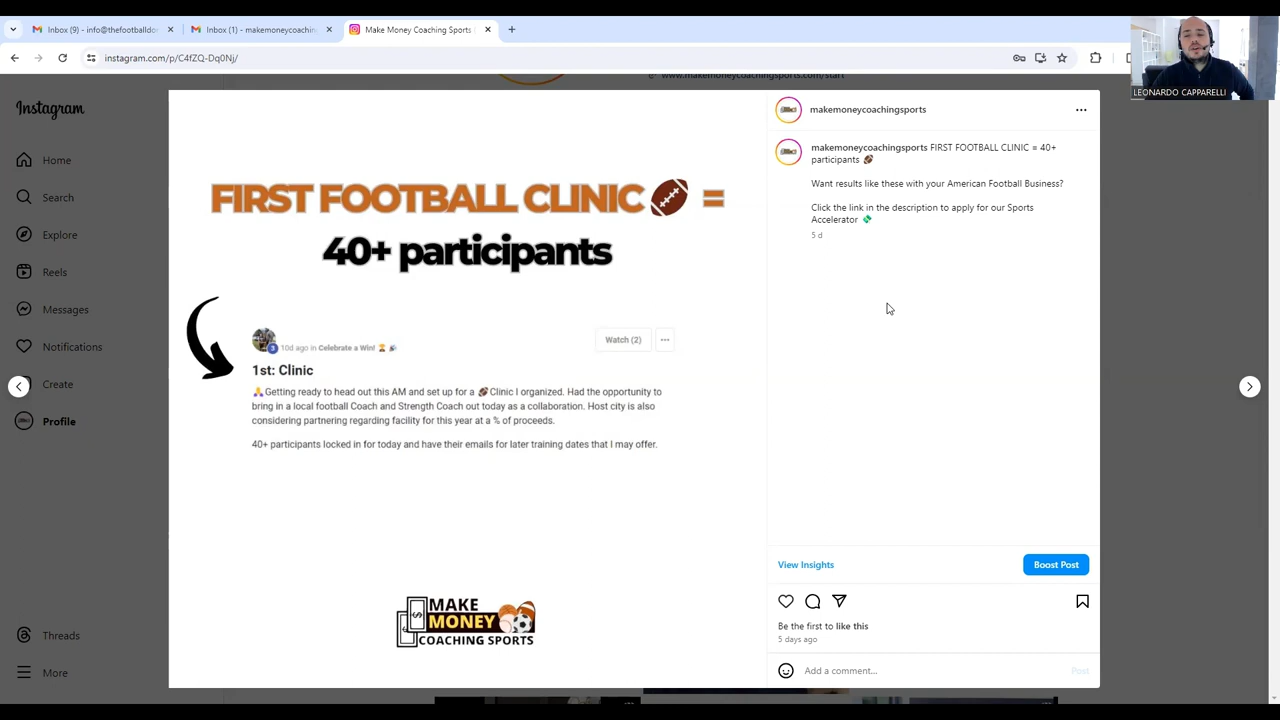 Inbox (9) - info@thefootballdo
Inbox (1) - makemoneycoachin
Make Money Coaching Sports
instagram.com/p/C4fZQ-Dq0Nj/
LEONARDO CAPPARELLI
www.makemoneycoachingsports.com/start
Instagram
Home
Search
Explore
Reels
Messages
Notifications
Create
Profile
Threads
More
FIRST FOOTBALL CLINIC🏈 =
40+ participants
10d ago in Celebrate a Win! 🏆 🎉
3
Watch (2)
1st: Clinic
🙏Getting ready to head out this AM and set up for a 🏈Clinic I organized. Had the opportunity to
bring in a local football Coach and Strength Coach out today as a collaboration. Host city is also
considering partnering regarding facility for this year at a % of proceeds.
40+ participants locked in for today and have their emails for later training dates that I may offer.
MAKE
MONEY
COACHING SPORTS
makemoneycoachingsports
makemoneycoachingsports FIRST FOOTBALL CLINIC = 40+
participants 🏈
Want results like these with your American Football Business?
Click the link in the description to apply for our Sports
Accelerator 💸
5 d
View Insights
Boost Post
Be the first to like this
5 days ago
Add a comment...
Post